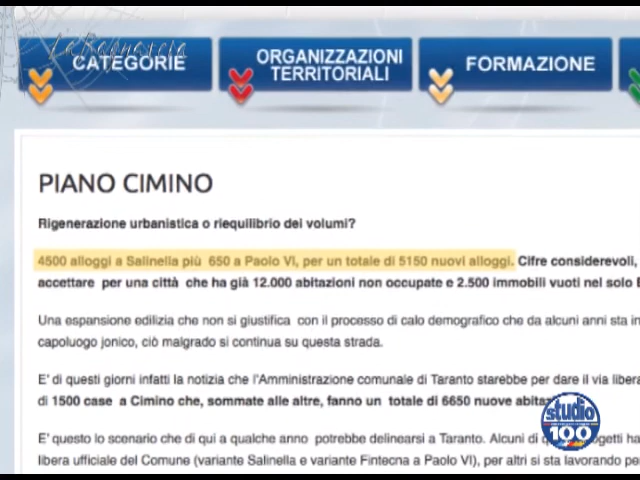 La Ragnatela
CATEGORIE
ORGANIZZAZIONI
TERRITORIALI
FORMAZIONE
PIANO CIMINO
Rigenerazione urbanistica o riequilibrio dei volumi?
4500 alloggi a Salinella più 650 a Paolo VI, per un totale di 5150 nuovi alloggi. Cifre considerevoli,
accettare per una città che ha già 12.000 abitazioni non occupate e 2.500 immobili vuoti nel solo
Una espansione edilizia che non si giustifica con il processo di calo demografico che da alcuni anni sta
capoluogo jonico, ciò malgrado si continua su questa strada.
E' di questi giorni infatti la notizia che l'Amministrazione comunale di Taranto starebbe per dare il via
di 1500 case a Cimino che, sommate alle altre, fanno un totale di 6650 nuove
E' questo lo scenario che di qui a qualche anno potrebbe delinearsi a Taranto. Alcuni di
libera ufficiale del Comune (variante Salinella e variante Fintecna a Paolo VI), per altri si sta lavorando
studio
100